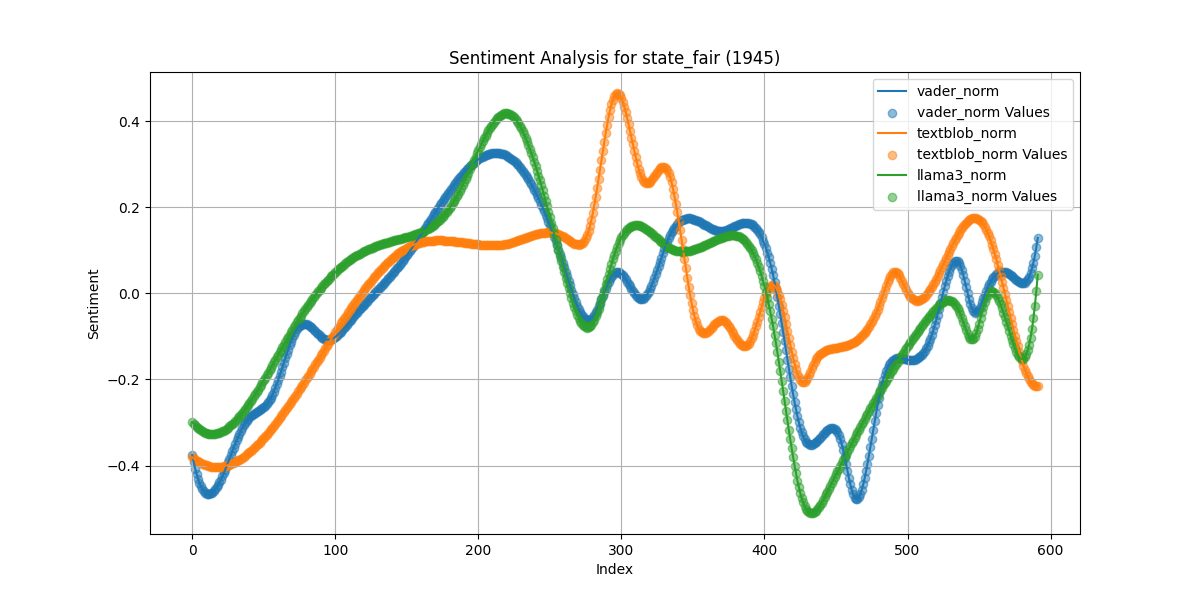 Sentiment Analysis for state_fair (1945)
vader_norm
vader_norm Values
textblob_norm
textblob_norm Values
llama3_norm
llama3_norm Values
0.4
0.2
0.0
−0.2
−0.4
Sentiment
0 100 200 300 400 500 600
Index